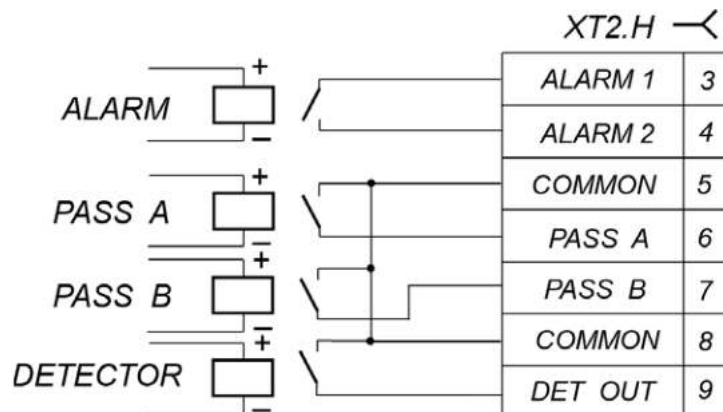 XT2.H
+
ALARM
–
ALARM 1 3
ALARM 2 4
+
PASS A
–
COMMON 5
PASS A 6
+
PASS B
–
PASS B 7
COMMON 8
+
DETECTOR
–
DET OUT 9